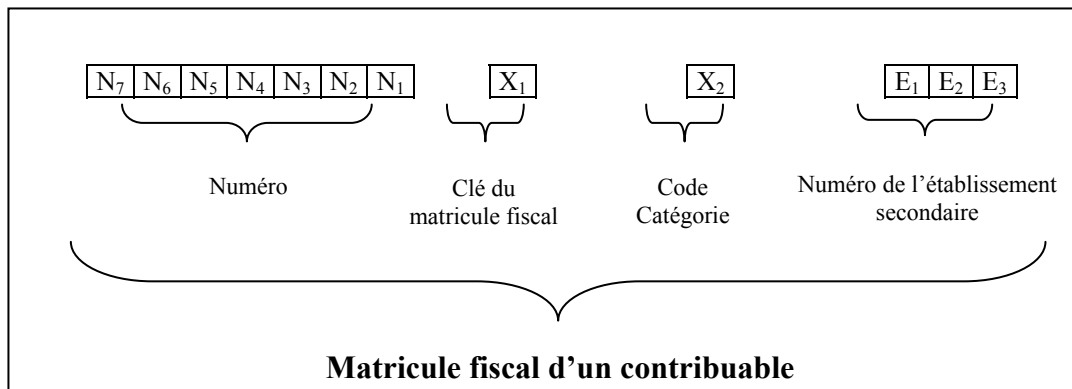 N7 N6 N5 N4 N3 N2 N1 X1 X2 E1 E2 E3
Numéro Clé du matricule fiscal Code Catégorie Numéro de l’établissement secondaire
Matricule fiscal d’un contribuable